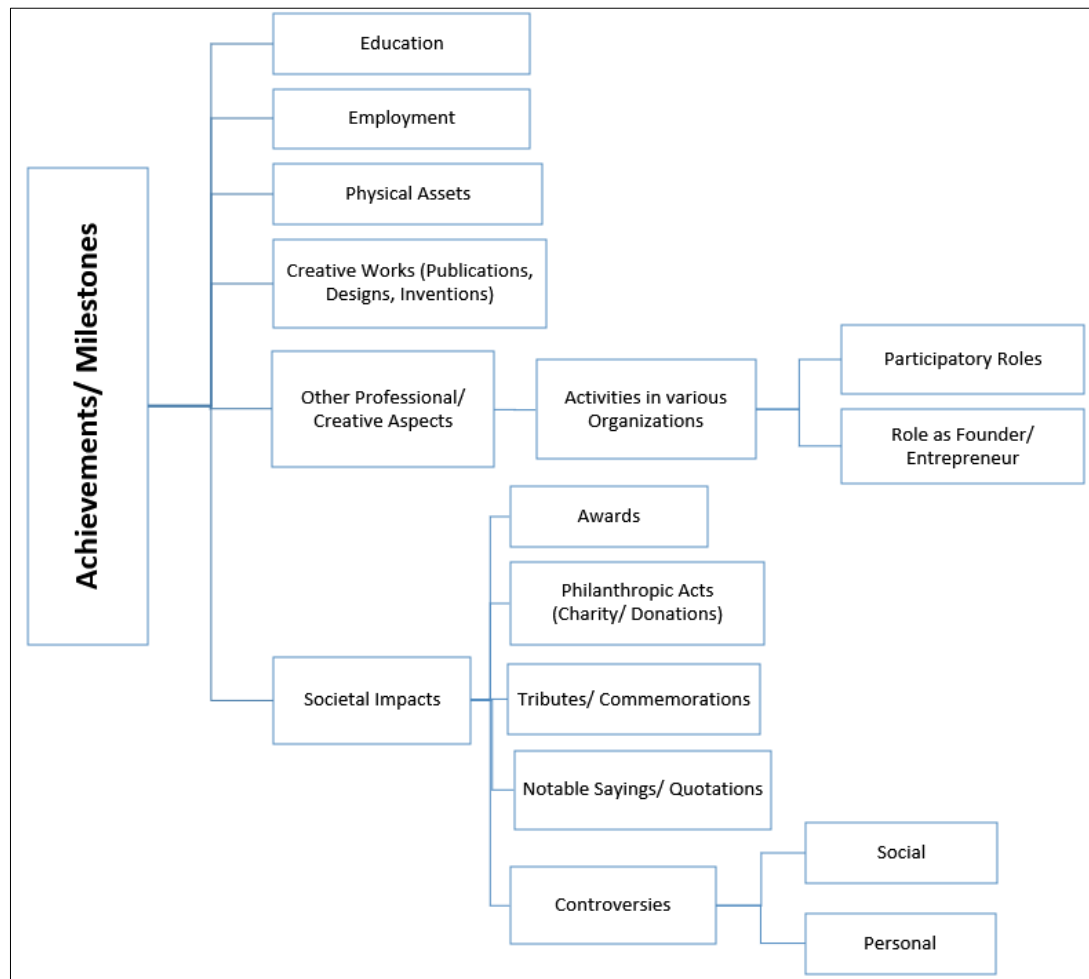 Education
Employment
Physical Assets
Creative Works (Publications,
Designs, Inventions)
Achievements/ Milestones
Other Professional/
Creative Aspects
Activities in various
Organizations
Participatory Roles
Role as Founder/
Entrepreneur
Societal Impacts
Awards
Philanthropic Acts
(Charity/ Donations)
Tributes/ Commemorations
Notable Sayings/ Quotations
Controversies
Social
Personal